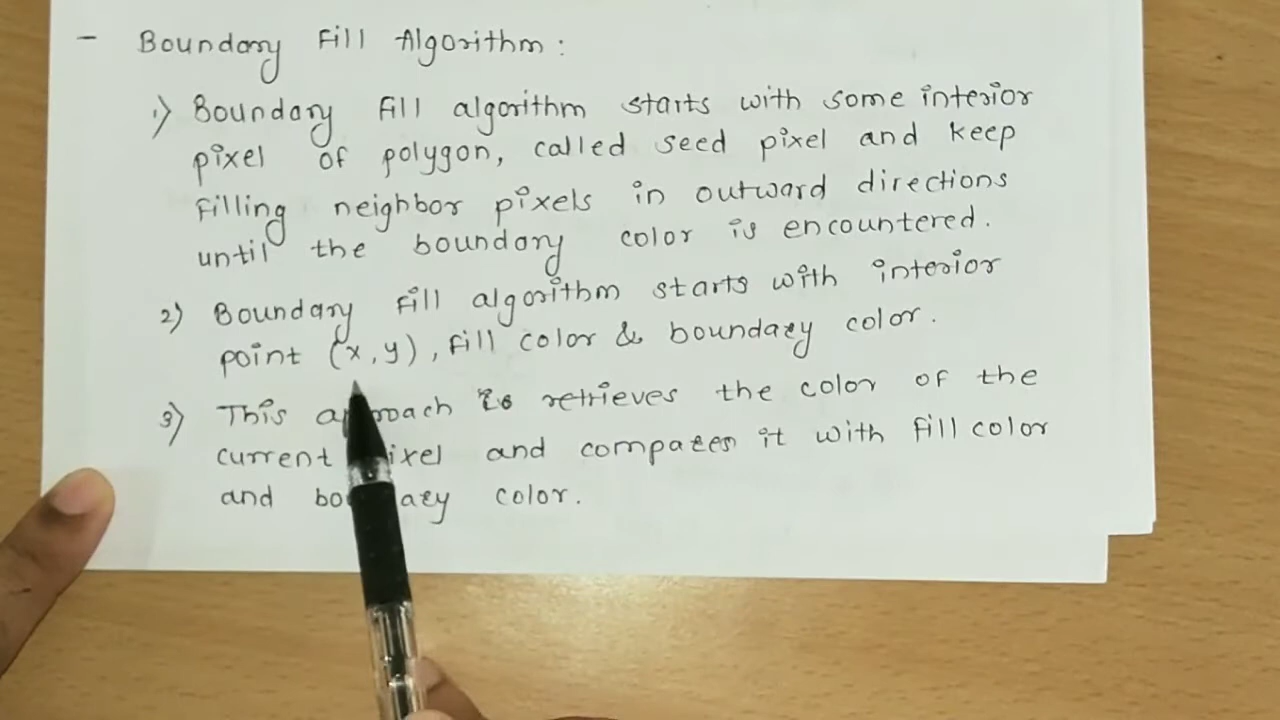 - Boundary Fill Algorithm :
1) Boundary fill algorithm starts with some interior
pixel of polygon, called seed pixel and keep
filling neighbor pixels in outward directions
until the boundary color is encountered.
2) Boundary fill algorithm starts with interior
point (x, y), fill color & boundary color.
3) This approach retrieves the color of the
current pixel and compares it with fill color
and boundary color.